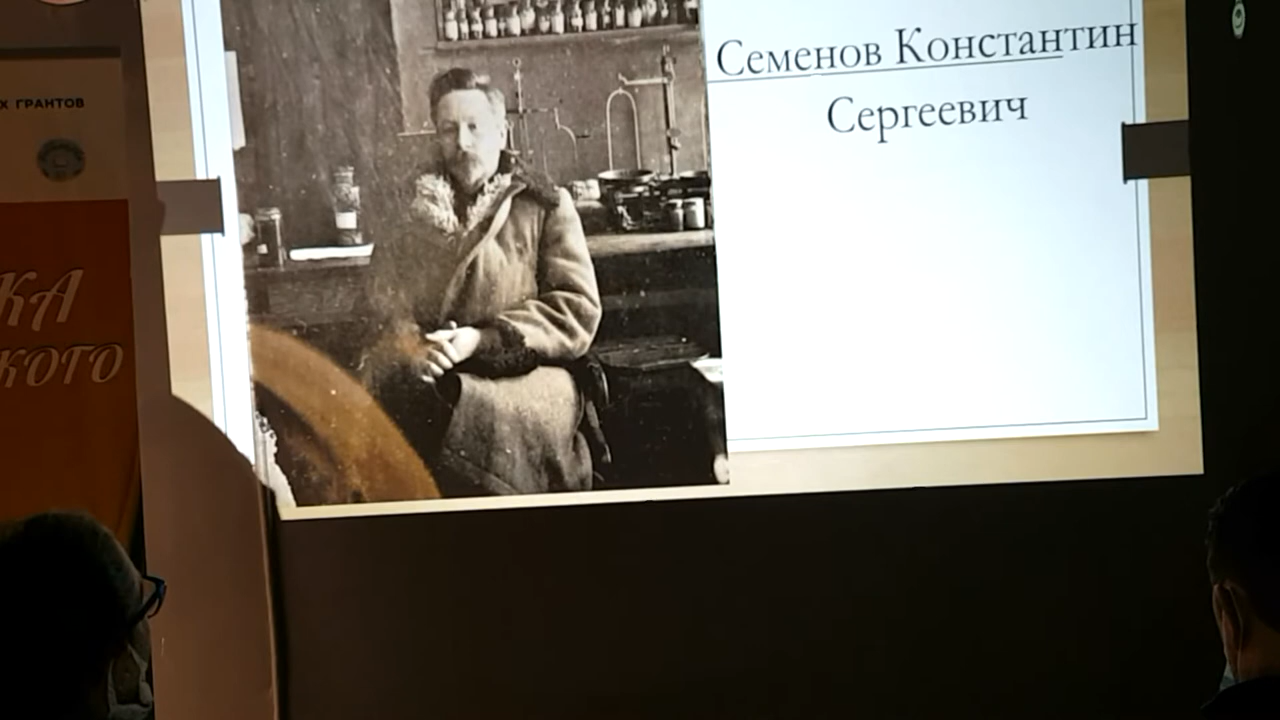 Х ГРАНТОВ
КА
КОГО
Семенов Константин
Сергеевич